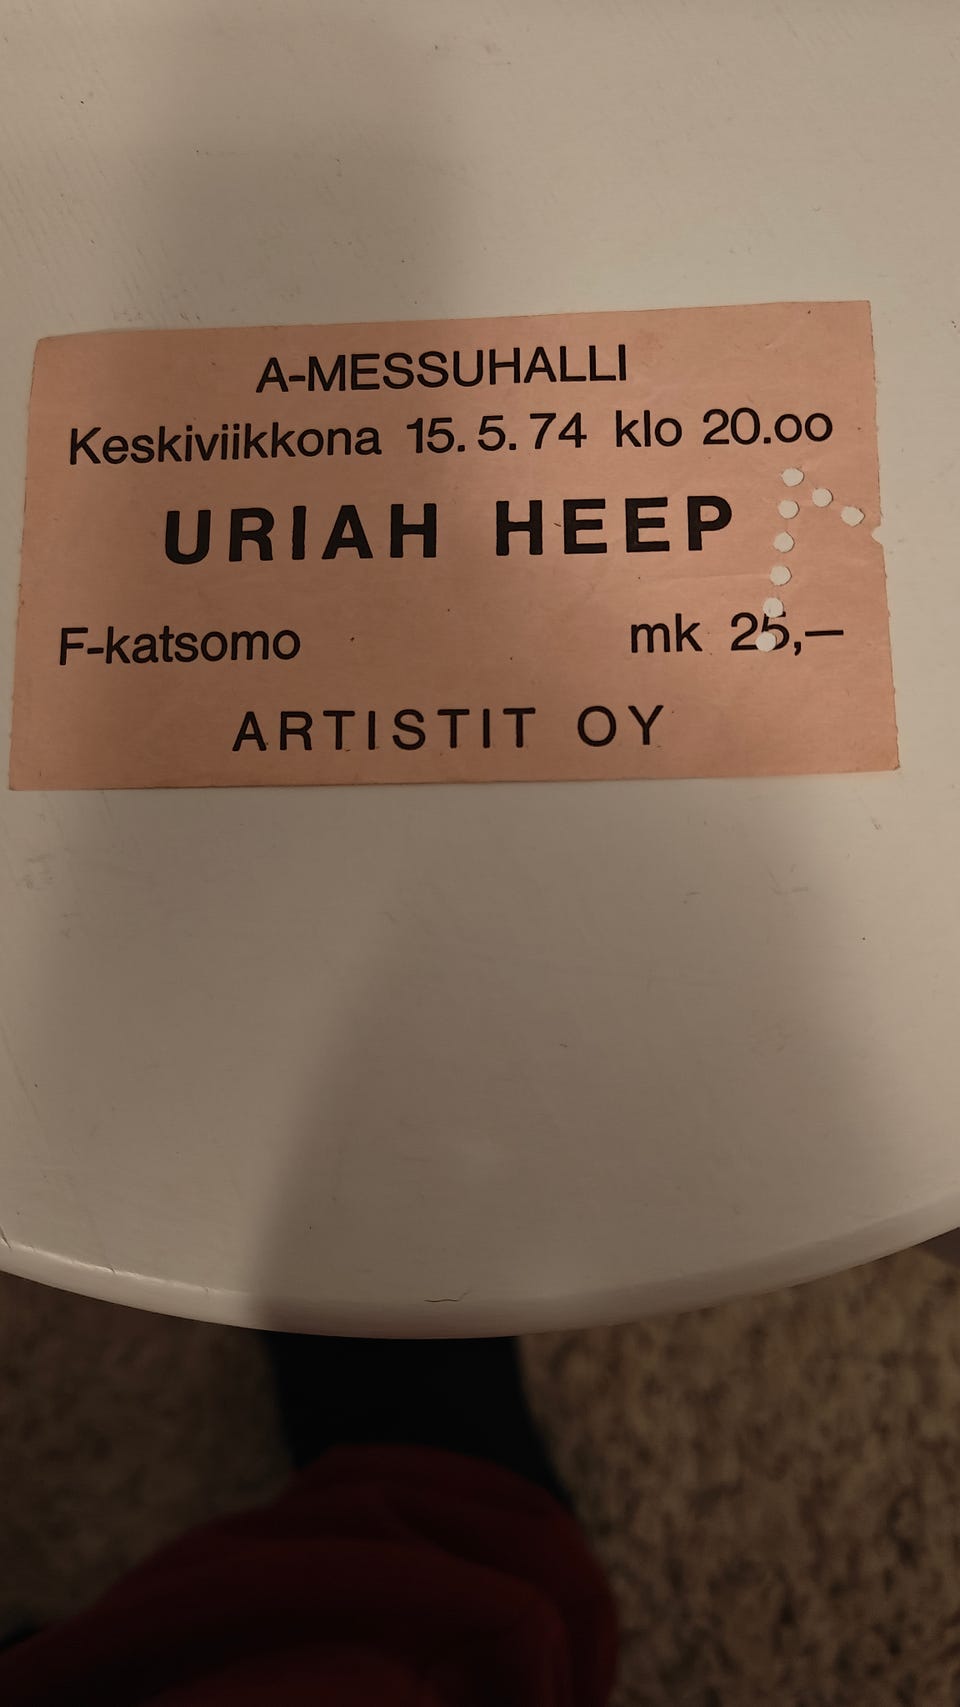 A-MESSUHALLI
Keskiviikkona 15.5.74 klo 20.oo
URIAH HEEP
F-katsomo mk 25,—
ARTISTIT OY